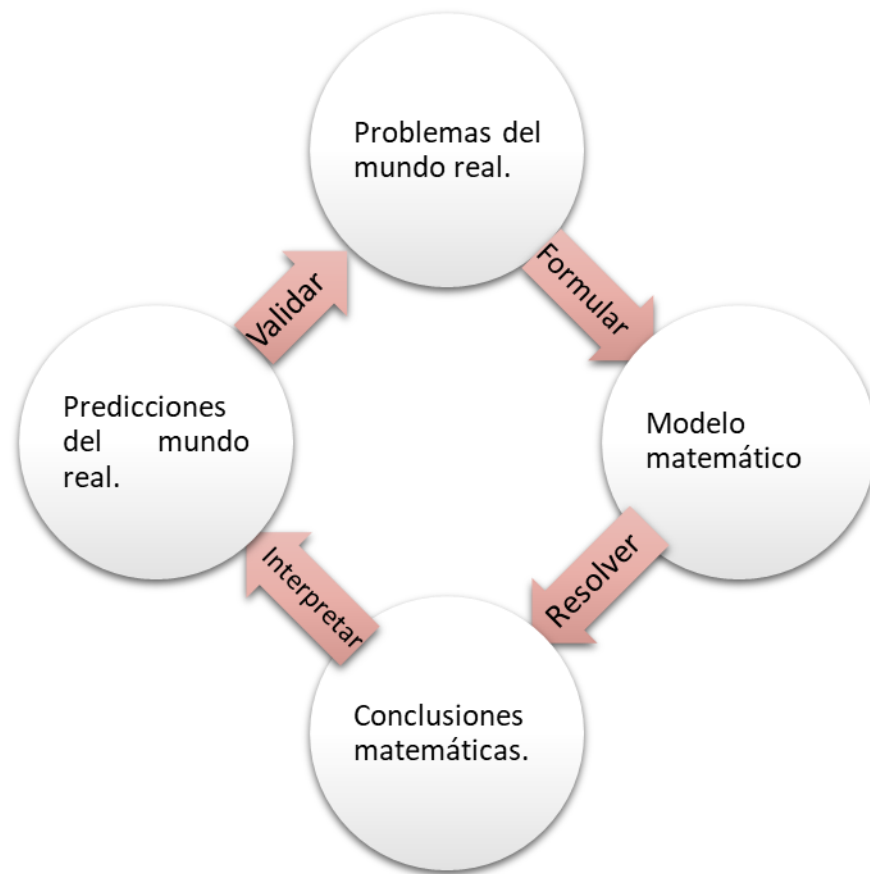 Problemas del
mundo real.
Formular
Modelo
matemático
Resolver
Conclusiones
matemáticas.
Interpretar
Predicciones
del mundo
real.
Validar